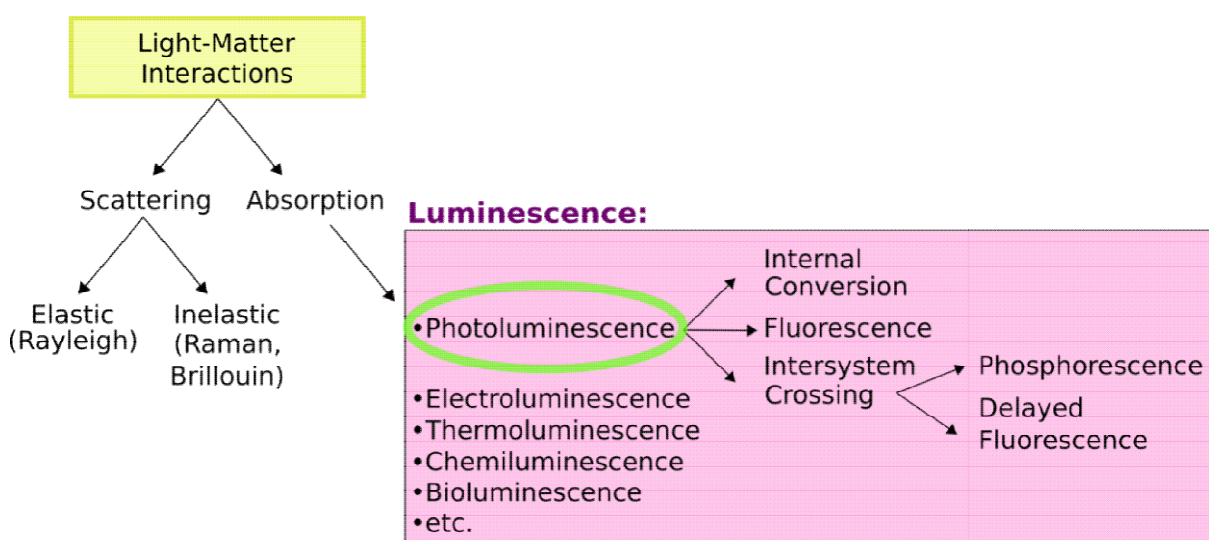 Light-Matter
Interactions
Scattering
Absorption
Elastic
(Rayleigh)
Inelastic
(Raman,
Brillouin)
Luminescence:
•Photoluminescence
•Electroluminescence
•Thermoluminescence
•Chemiluminescence
•Bioluminescence
•etc.
Internal
Conversion
Fluorescence
Intersystem
Crossing
Phosphorescence
Delayed
Fluorescence